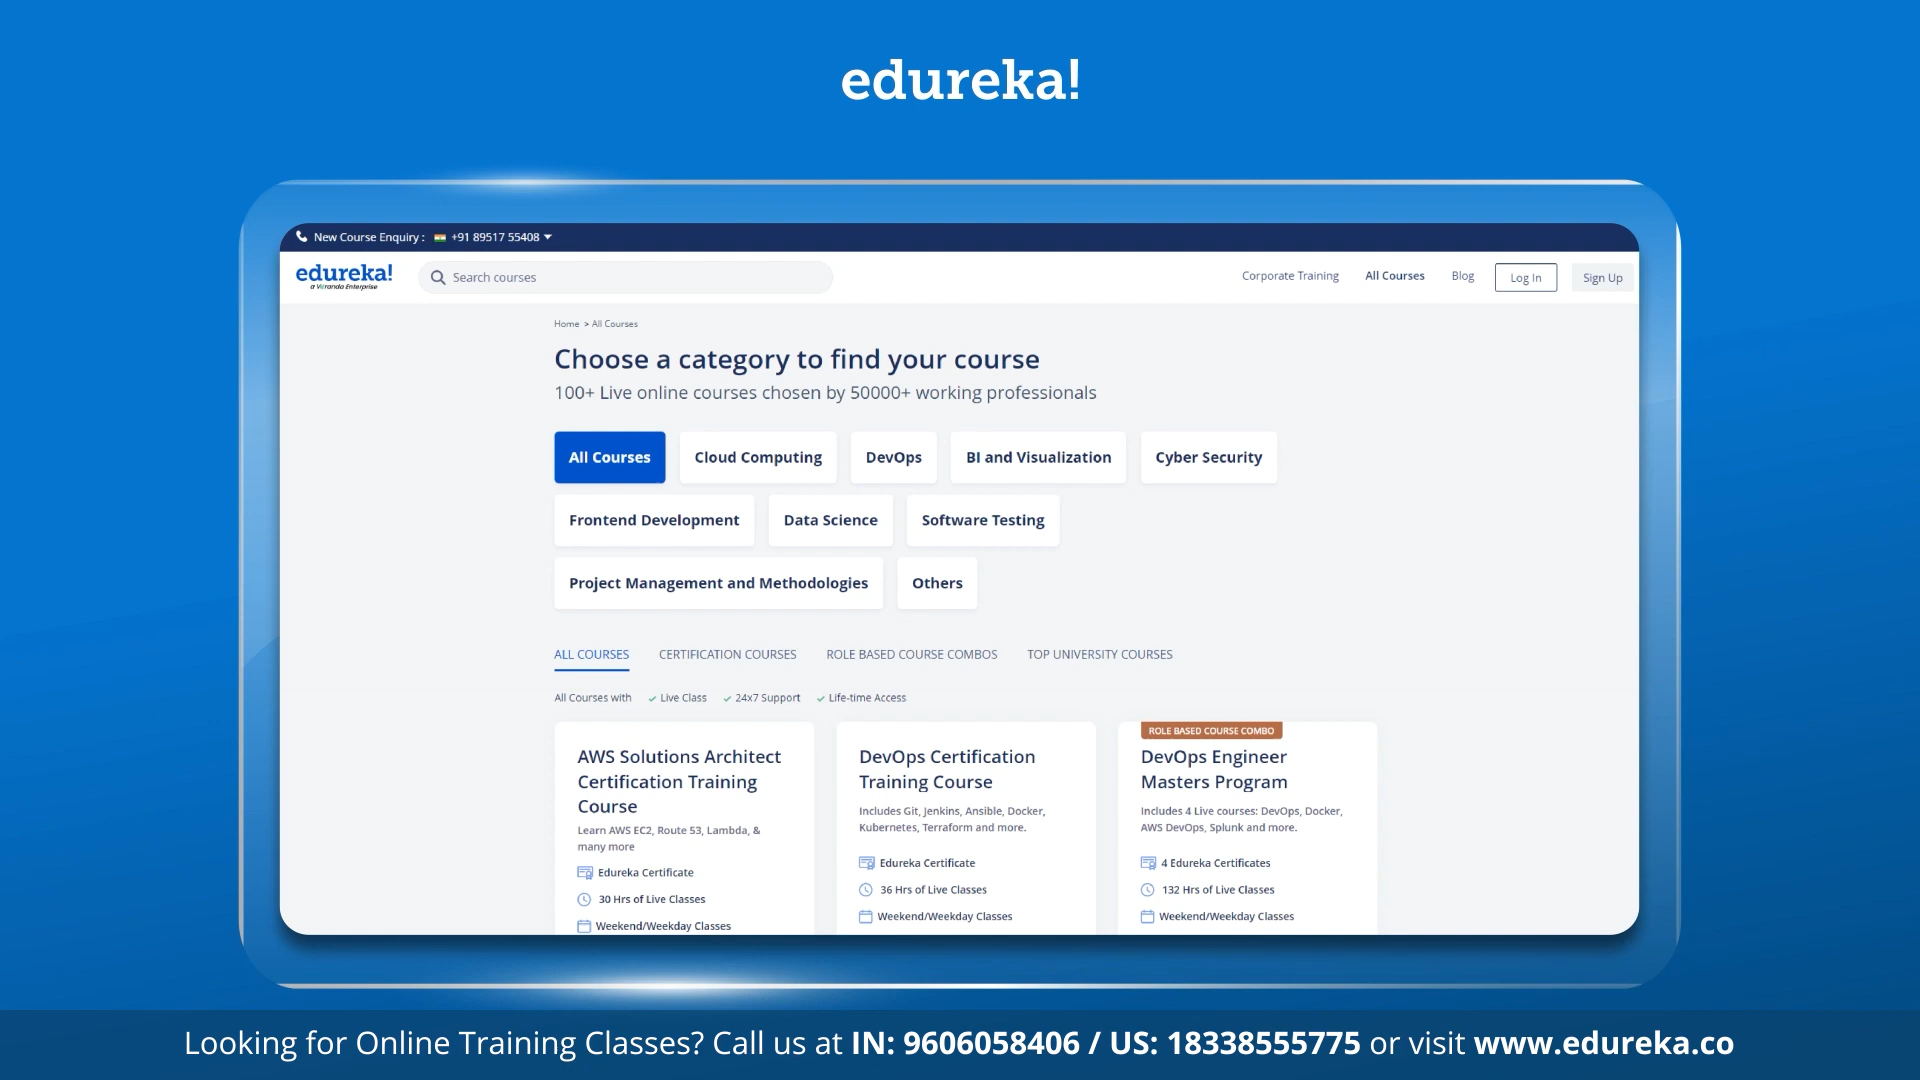 edureka!
New Course Enquiry : +91 89517 55408
edureka!
a Veranda Enterprise
Search courses
Corporate Training
All Courses
Blog
Log In
Sign Up
Home > All Courses
Choose a category to find your course
100+ Live online courses chosen by 50000+ working professionals
All Courses
Cloud Computing
DevOps
BI and Visualization
Cyber Security
Frontend Development
Data Science
Software Testing
Project Management and Methodologies
Others
ALL COURSES
CERTIFICATION COURSES
ROLE BASED COURSE COMBOS
TOP UNIVERSITY COURSES
All Courses with
Live Class
24x7 Support
Life-time Access
AWS Solutions Architect
Certification Training
Course
Learn AWS EC2, Route 53, Lambda, &
many more
Edureka Certificate
30 Hrs of Live Classes
Weekend/Weekday Classes
DevOps Certification
Training Course
Includes Git, Jenkins, Ansible, Docker,
Kubernetes, Terraform and more.
Edureka Certificate
36 Hrs of Live Classes
Weekend/Weekday Classes
ROLE BASED COURSE COMBO
DevOps Engineer
Masters Program
Includes 4 Live courses: DevOps, Docker,
AWS DevOps, Splunk and more.
4 Edureka Certificates
132 Hrs of Live Classes
Weekend/Weekday Classes
Looking for Online Training Classes? Call us at IN: 9606058406 / US: 18338555775 or visit www.edureka.co